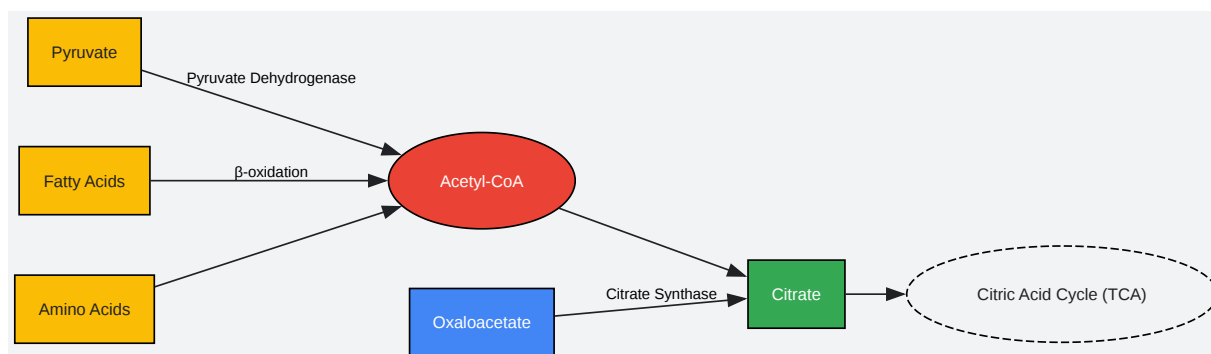 Pyruvate
Pyruvate Dehydrogenase
Fatty Acids
β-oxidation
Acetyl-CoA
Amino Acids
Oxaloacetate
Citrate Synthase
Citrate
Citric Acid Cycle (TCA)